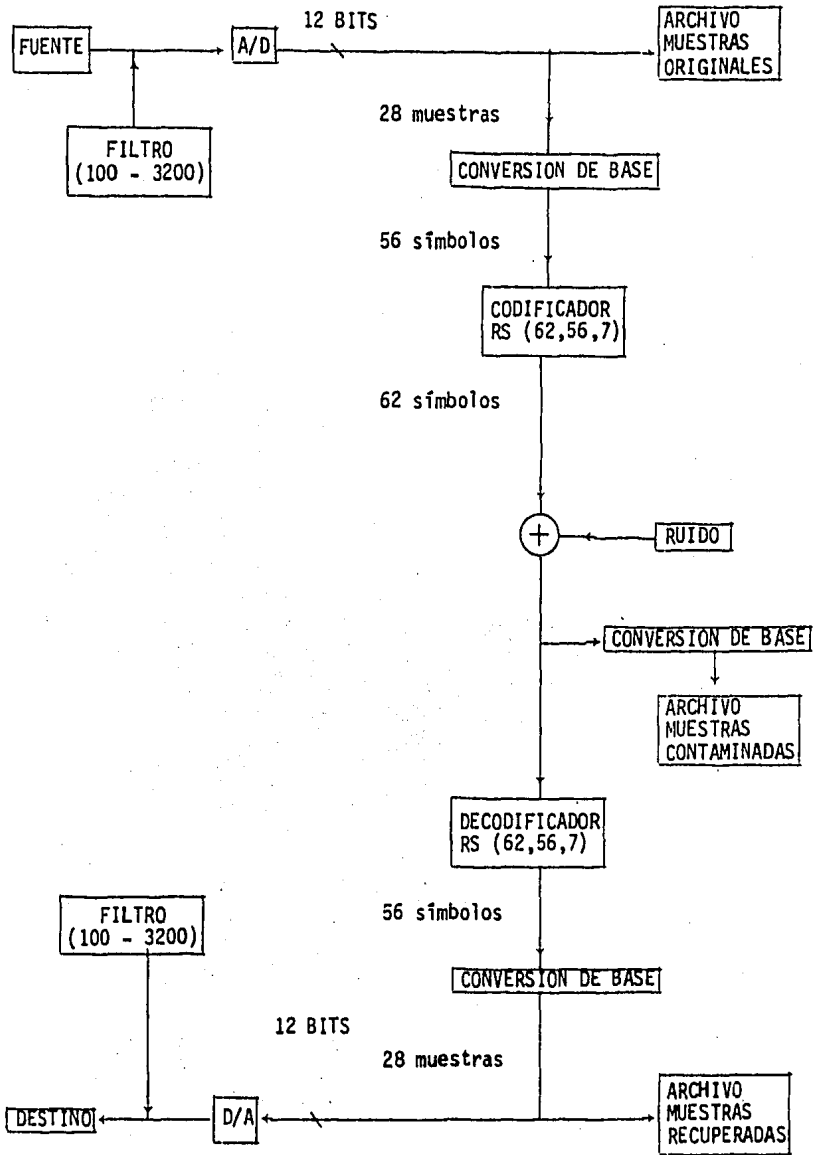 12 BITS
FUENTE
A/D
ARCHIVO
MUESTRAS
ORIGINALES
28 muestras
FILTRO
(100 - 3200)
CONVERSION DE BASE
56 símbolos
CODIFICADOR
RS (62,56,7)
62 símbolos
+
RUIDO
CONVERSION DE BASE
ARCHIVO
MUESTRAS
CONTAMINADAS
DECODIFICADOR
RS (62,56,7)
FILTRO
(100 - 3200)
56 símbolos
CONVERSION DE BASE
12 BITS
28 muestras
DESTINO
D/A
ARCHIVO
MUESTRAS
RECUPERADAS